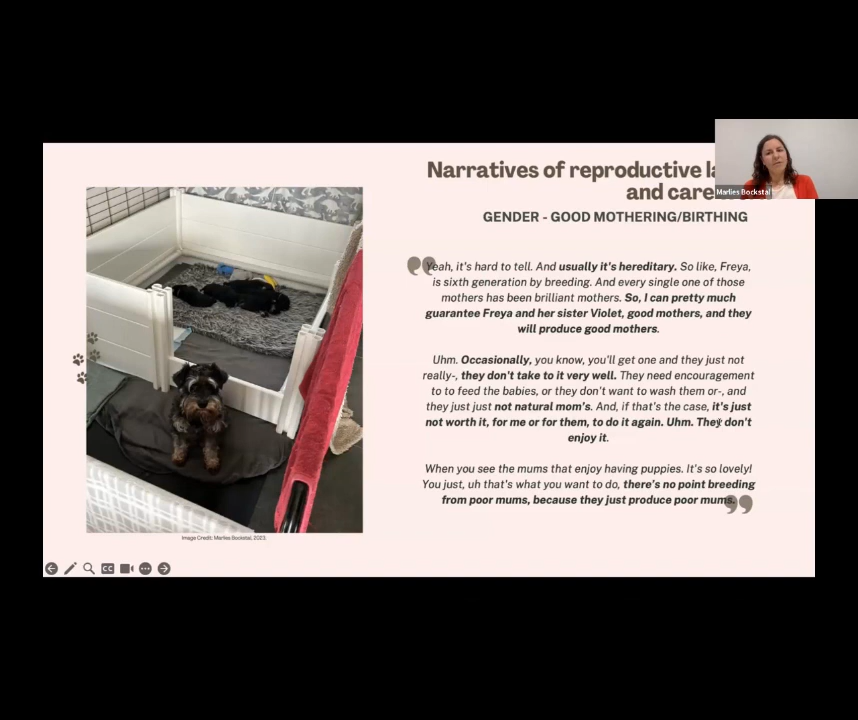 Narratives of reproductive
and care
GENDER - GOOD MOTHERING/BIRTHING
Marlies Bockstal
Yeah, it's hard to tell. And usually it's hereditary. So like, Freya,
is sixth generation by breeding. And every single one of those
mothers has been brilliant mothers. So, I can pretty much
guarantee Freya and her sister Violet, good mothers, and they
will produce good mothers.
Uhm. Occasionally, you know, you'll get one and they just not
really-, they don't take to it very well. They need encouragement
to to feed the babies, or they don't want to wash them or-, and
they just just not natural mom's. And, if that's the case, it's just
not worth it, for me or for them, to do it again. Uhm. They don't
enjoy it.
When you see the mums that enjoy having puppies. It's so lovely!
You just, uh that's what you want to do, there's no point breeding
from poor mums, because they just produce poor mums.
Image Credit: Marlies Bockstal, 2023.
CC